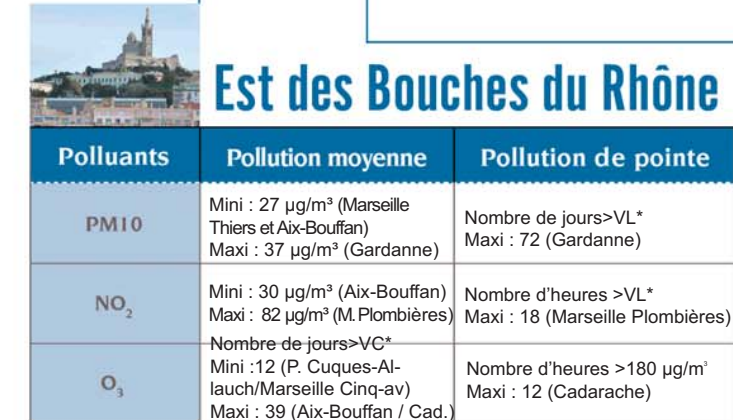 Est des Bouches du Rhône
Polluants
Pollution moyenne
Pollution de pointe
PM10
Mini : 27 µg/m³ (Marseille
Thiers et Aix-Bouffan)
Maxi : 37 µg/m³ (Gardanne)
Nombre de jours>VL*
Maxi : 72 (Gardanne)
NO₂
Mini : 30 µg/m³ (Aix-Bouffan)
Maxi : 82 µg/m³ (M. Plombières)
Nombre d'heures >VL*
Maxi : 18 (Marseille Plombières)
O₃
Nombre de jours>VC*
Mini :12 (P. Cuques-Al-
lauch/Marseille Cinq-av)
Maxi : 39 (Aix-Bouffan / Cad.)
Nombre d'heures >180 µg/m³
Maxi : 12 (Cadarache)